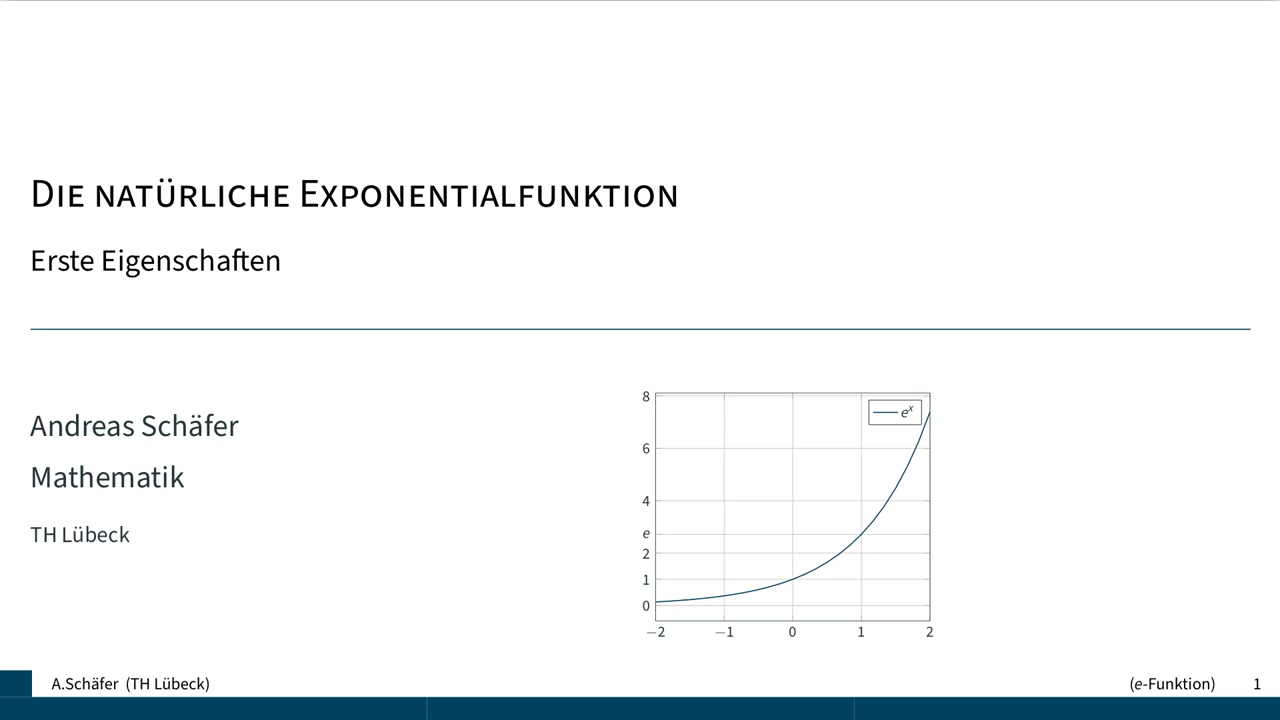 Die natürliche Exponentialfunktion
Erste Eigenschaften
Andreas Schäfer
Mathematik
TH Lübeck
8
6
4
e
2
1
0
−2 −1 0 1 2
e^x
A.Schäfer (TH Lübeck) (e-Funktion) 1